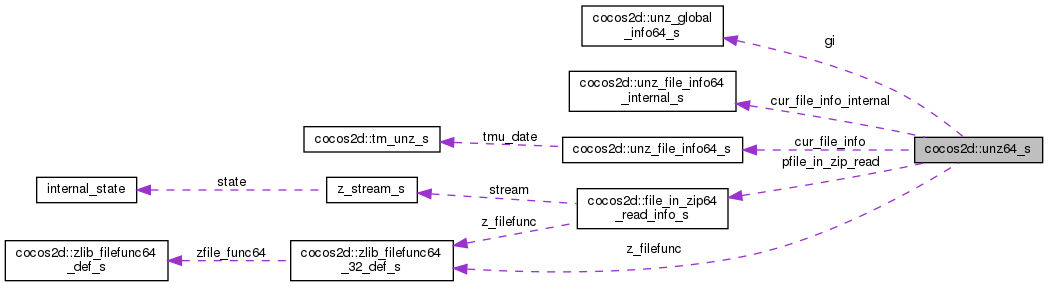 cocos2d::unz_global
_info64_s
gi
cocos2d::unz_file_info64
_internal_s
cur_file_info_internal
cocos2d::tm_unz_s
tmu_date
cocos2d::unz_file_info64_s
cur_file_info
cocos2d::unz64_s
pfile_in_zip_read
internal_state
state
z_stream_s
stream
cocos2d::file_in_zip64
_read_info_s
z_filefunc
z_filefunc
cocos2d::zlib_filefunc64
_def_s
zfile_func64
cocos2d::zlib_filefunc64
_32_def_s